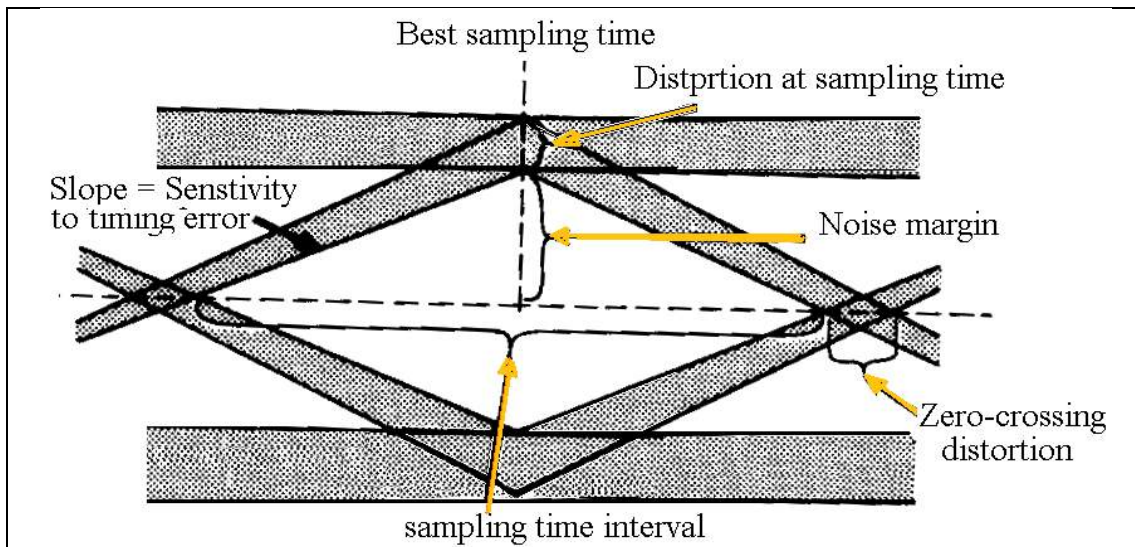 Best sampling time
Distprtion at sampling time
Slope = Senstivity
to timing error
Noise margin
Zero-crossing
distortion
sampling time interval